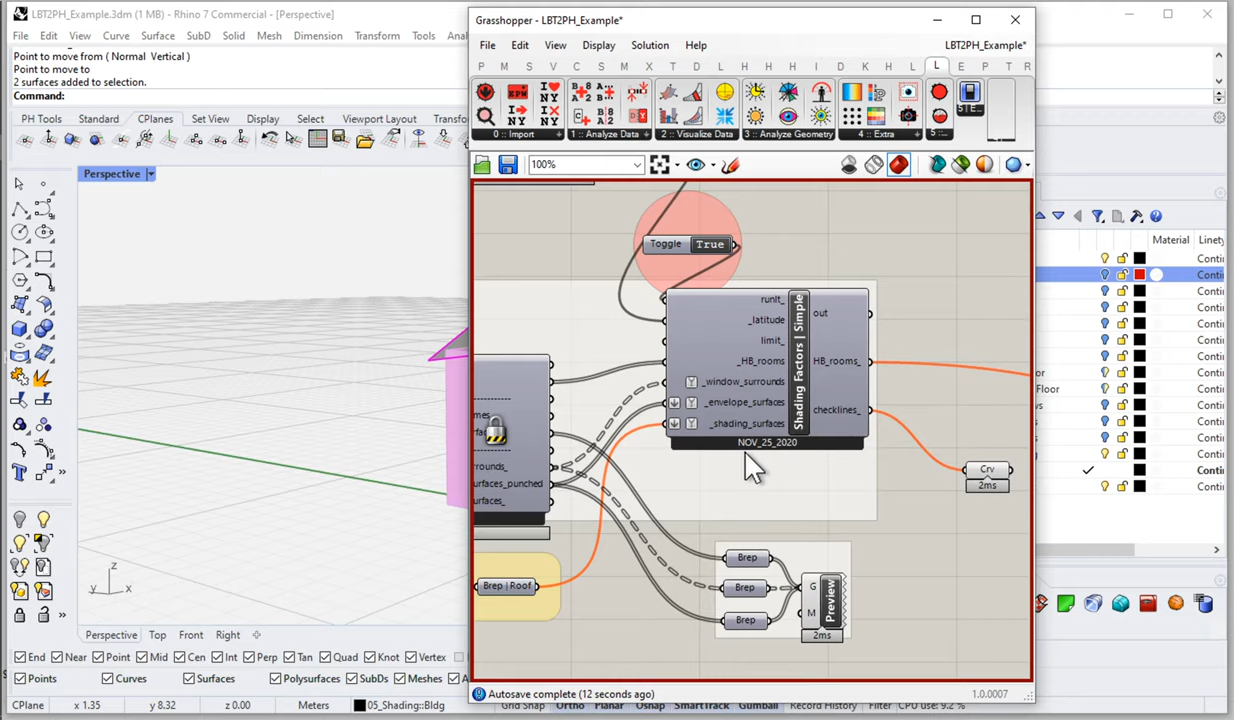 LBT2PH_Example.3dm (1 MB) - Rhino 7 Commercial - [Perspective]
File Edit View Curve Surface SubD Solid Mesh Dimension Transform Tools
Point to move from ( Normal Vertical )
Point to move to
2 surfaces added to selection.
Command:
PH Tools Standard CPlanes Set View Display Select Viewport Layout
Perspective
Grasshopper - LBT2PH_Example*
File Edit View Display Solution Help LBT2PH_Example*
0 :: Import
1 :: Analyze Data
2 :: Visualize Data
3 :: Analyze Geometry
4 :: Extra
100%
Toggle True
runIt_
_latitude
limit_
_HB_rooms
_window_surrounds
_envelope_surfaces
_shading_surfaces
Shading Factors | Simple
out
HB_rooms_
checklines_
NOV_25_2020
rounds_
surfaces_punched
Crv
2ms
Brep | Roof
Brep
Brep
Brep
G
M
Preview
2ms
Autosave complete (12 seconds ago) 1.0.0007
Material
Perspective Top Front Right
End Near Point Mid Cen Int Perp Tan Quad Knot Vertex
Points Curves Surfaces Polysurfaces SubDs Meshes
CPlane x 1.35 y 8.32 z 0.00 Meters 05_Shading::Bldg Grid Snap Ortho Planar Osnap SmartTrack Gumball Record History Filter CPU use: 9.2 %